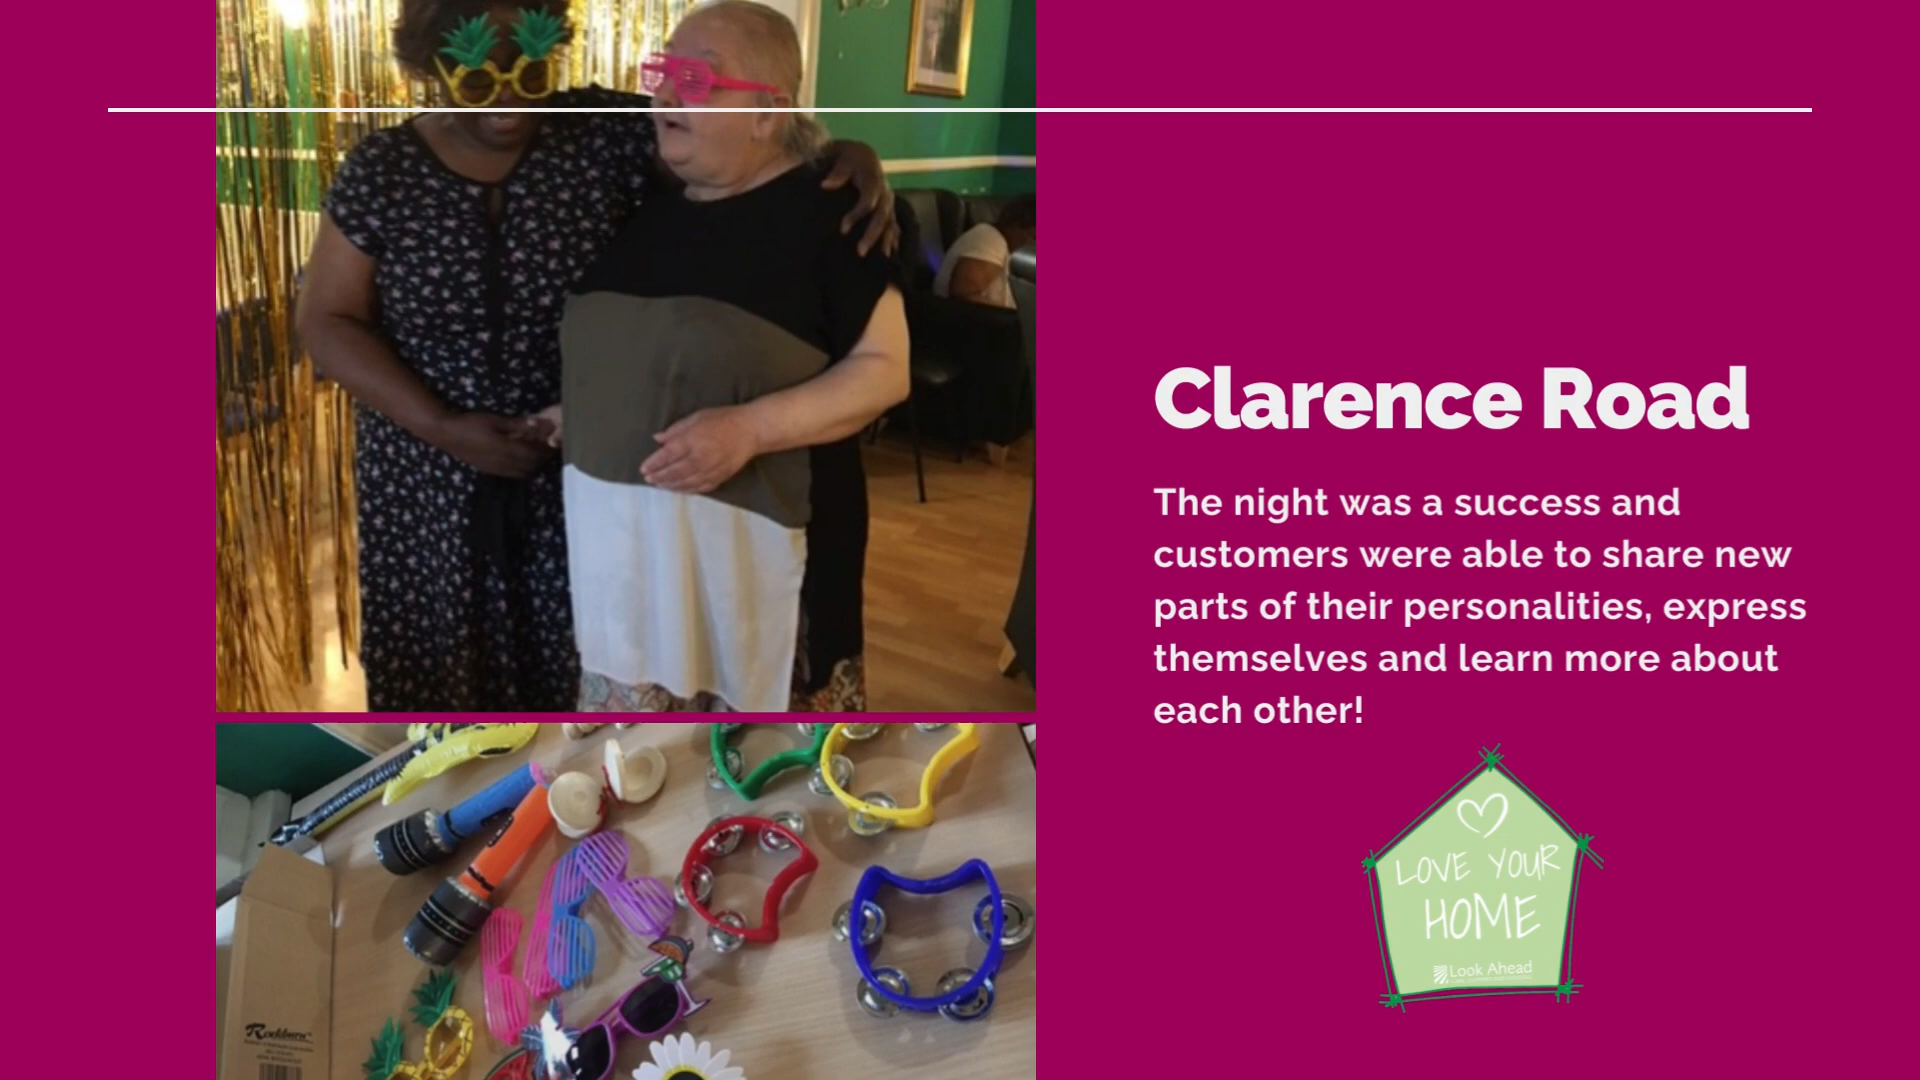 Clarence Road
The night was a success and
customers were able to share new
parts of their personalities, express
themselves and learn more about
each other!
LOVE YOUR
HOME
Look Ahead
Rockburn